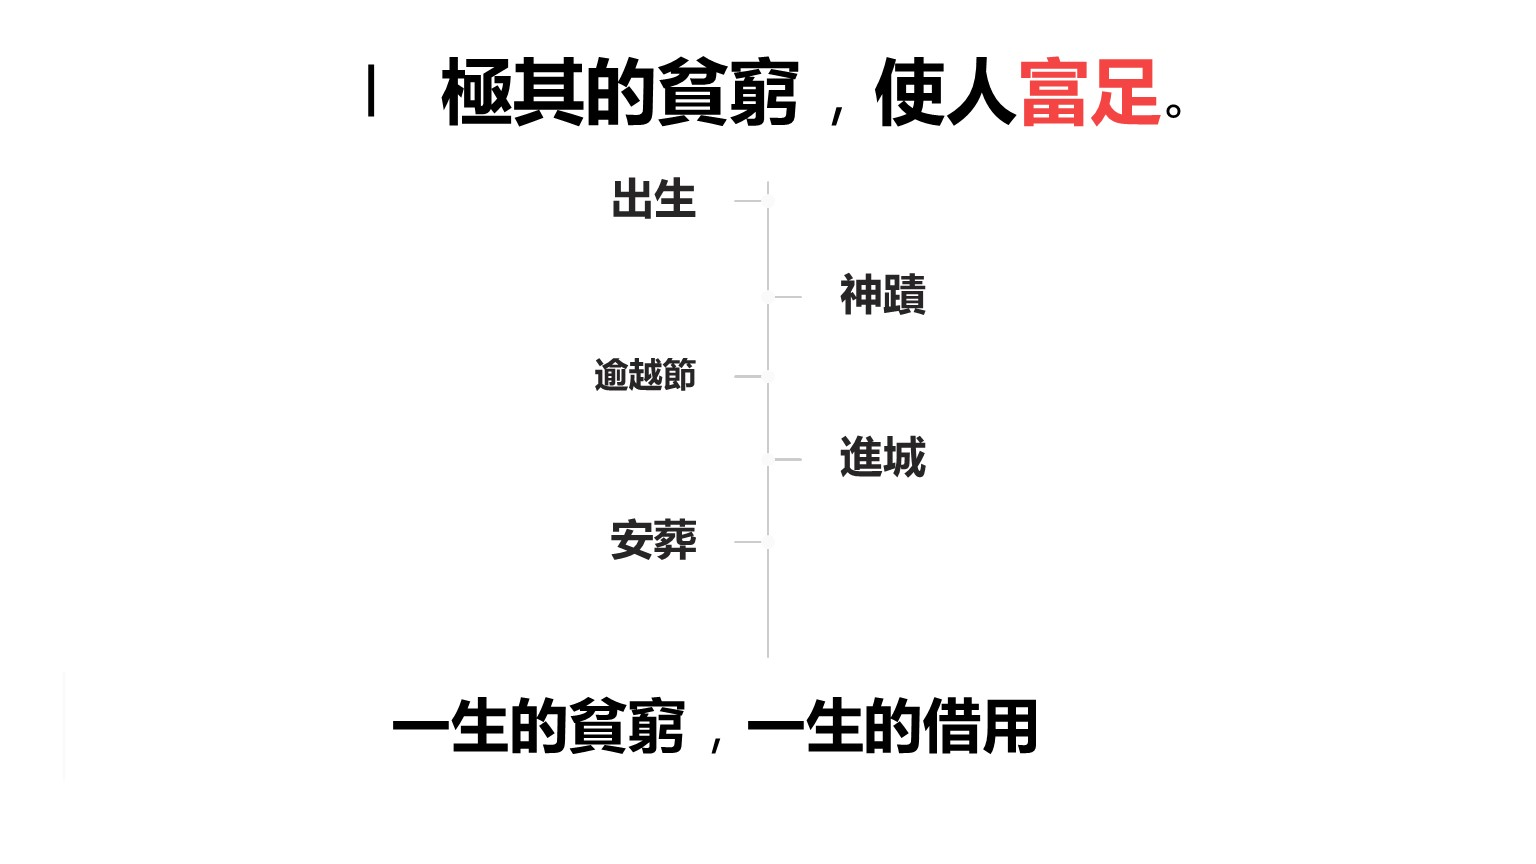 I 極其的貧窮，使人富足。
出生
神蹟
逾越節
進城
安葬
一生的貧窮，一生的借用